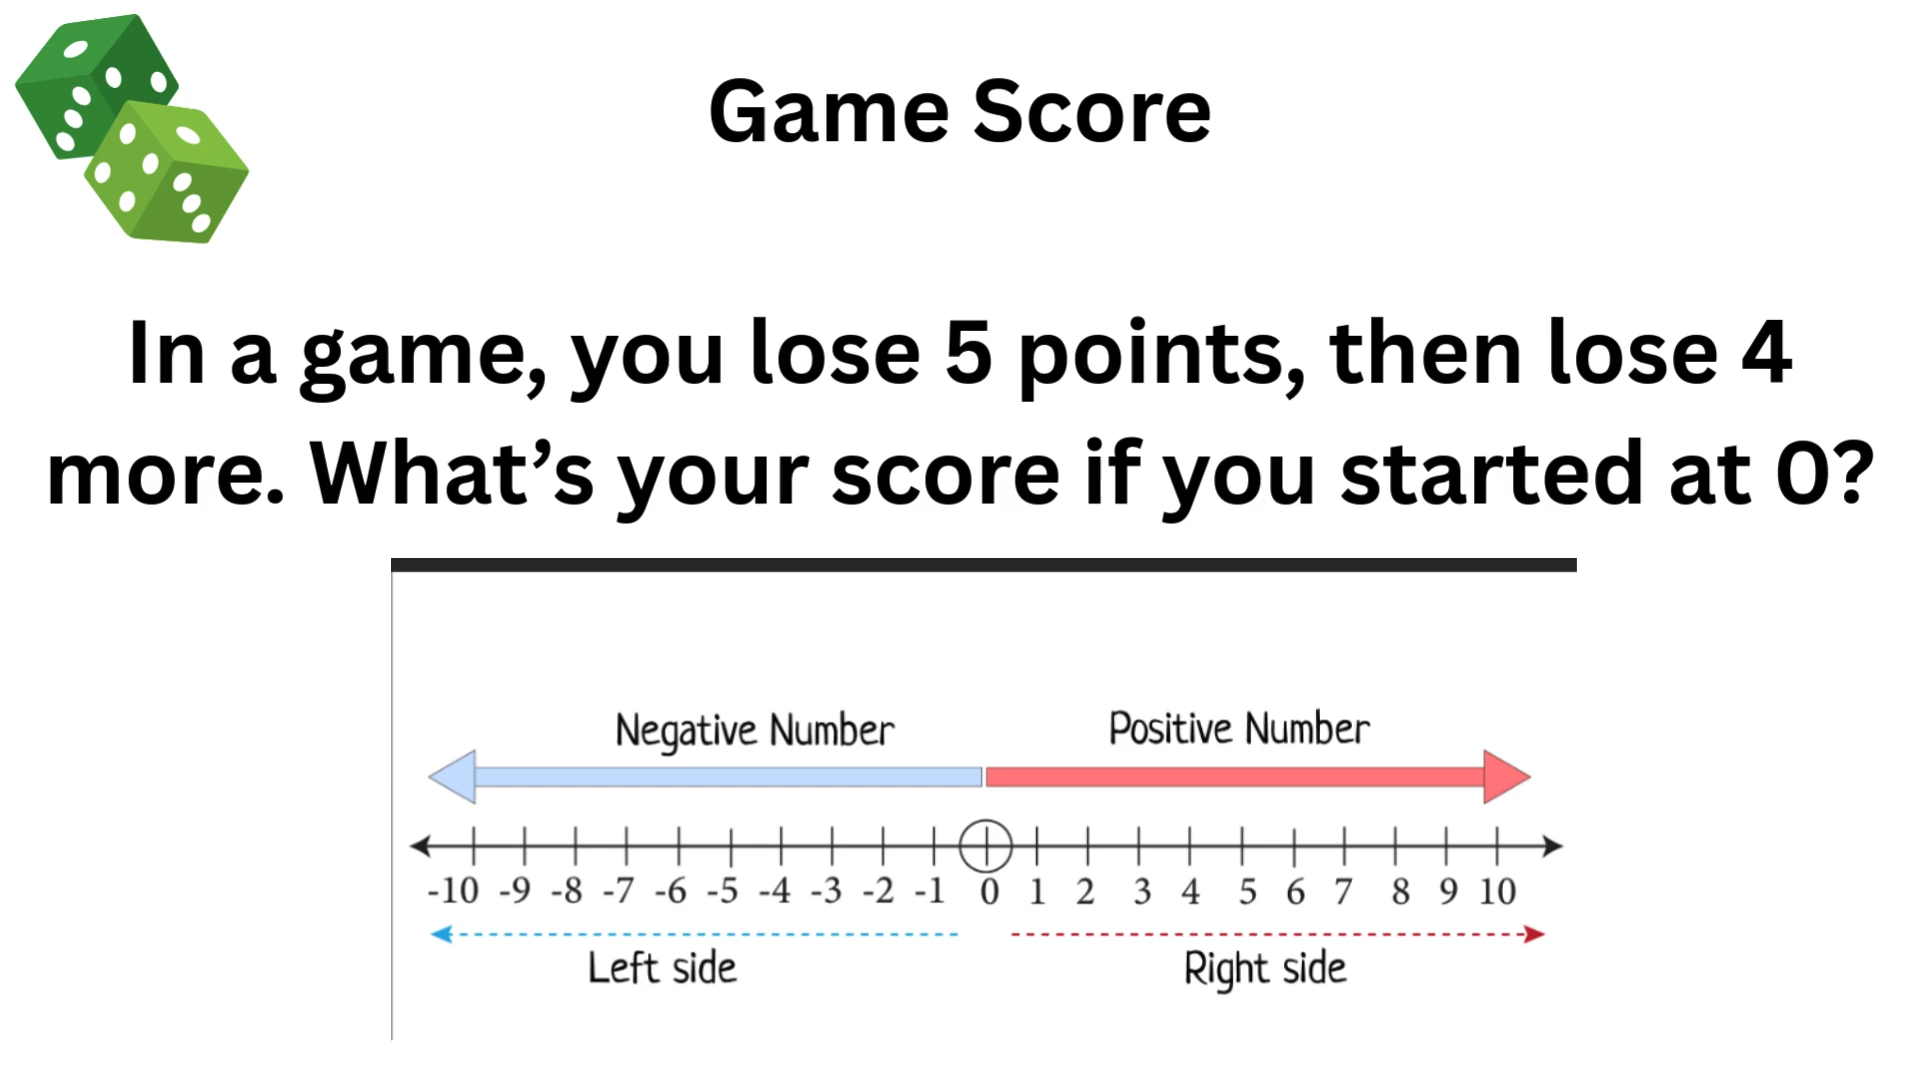 Game Score
In a game, you lose 5 points, then lose 4
more. What’s your score if you started at 0?
Negative Number Positive Number
-10 -9 -8 -7 -6 -5 -4 -3 -2 -1 0 1 2 3 4 5 6 7 8 9 10
Left side Right side